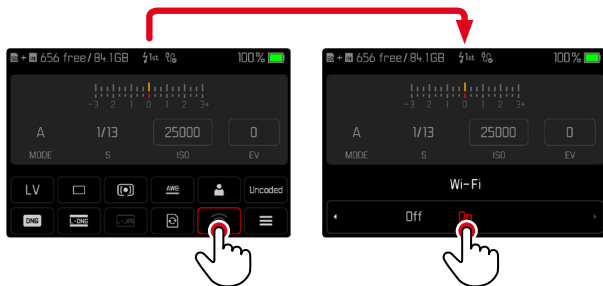 + 656 free / 84.1GB 1st 100%
-3 2 1 0 1 2 3+
A 1/13 25000 0
MODE S ISO EV
LV AWB Uncoded
DNG L-DNG L-JPG
+ 656 free / 84.1GB 1st 100%
-3 2 1 0 1 2 3+
A 1/13 25000 0
MODE S ISO EV
Wi-Fi
Off On